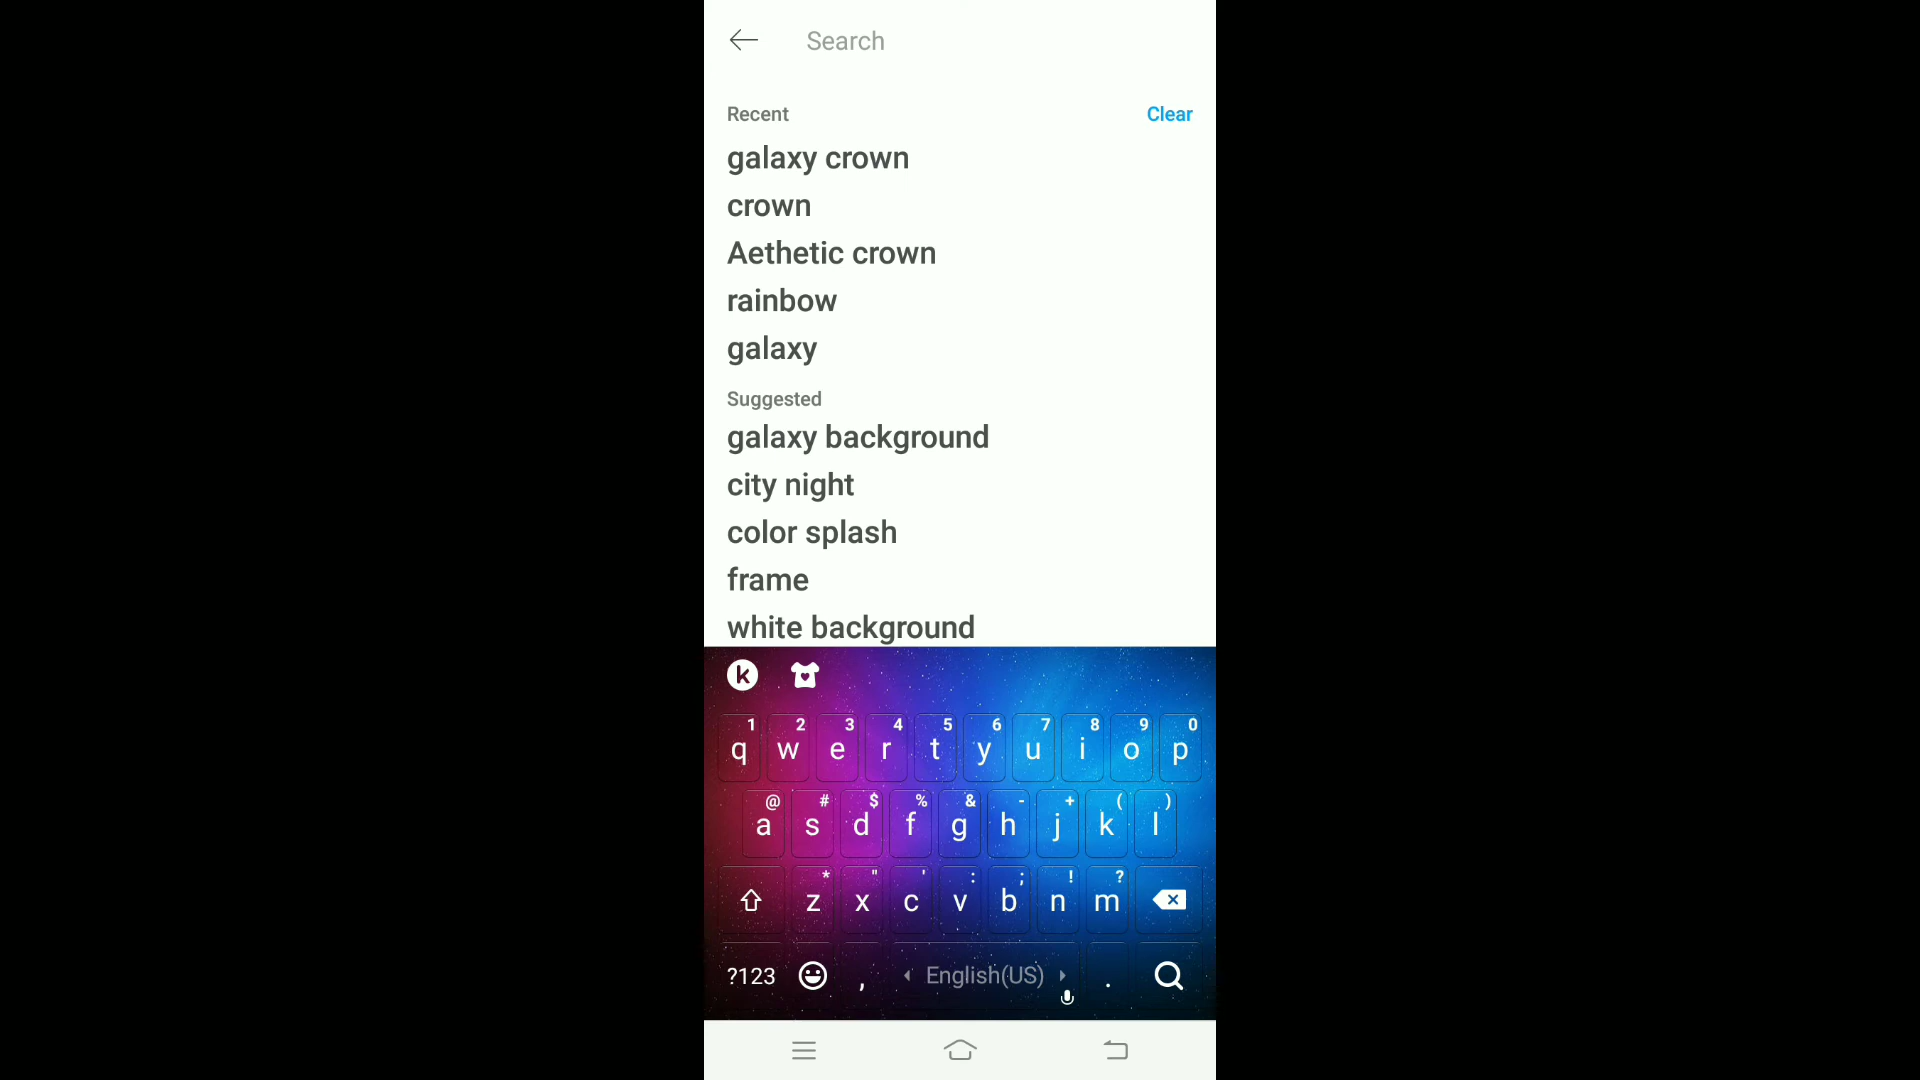 Search
Recent Clear
galaxy crown
crown
Aethetic crown
rainbow
galaxy
Suggested
galaxy background
city night
color splash
frame
white background
k
1 2 3 4 5 6 7 8 9 0
q w e r t y u i o p
@ # $ % & - + ( )
a s d f g h j k l
* " ' : ; ! ?
z x c v b n m
?123 , English(US) .